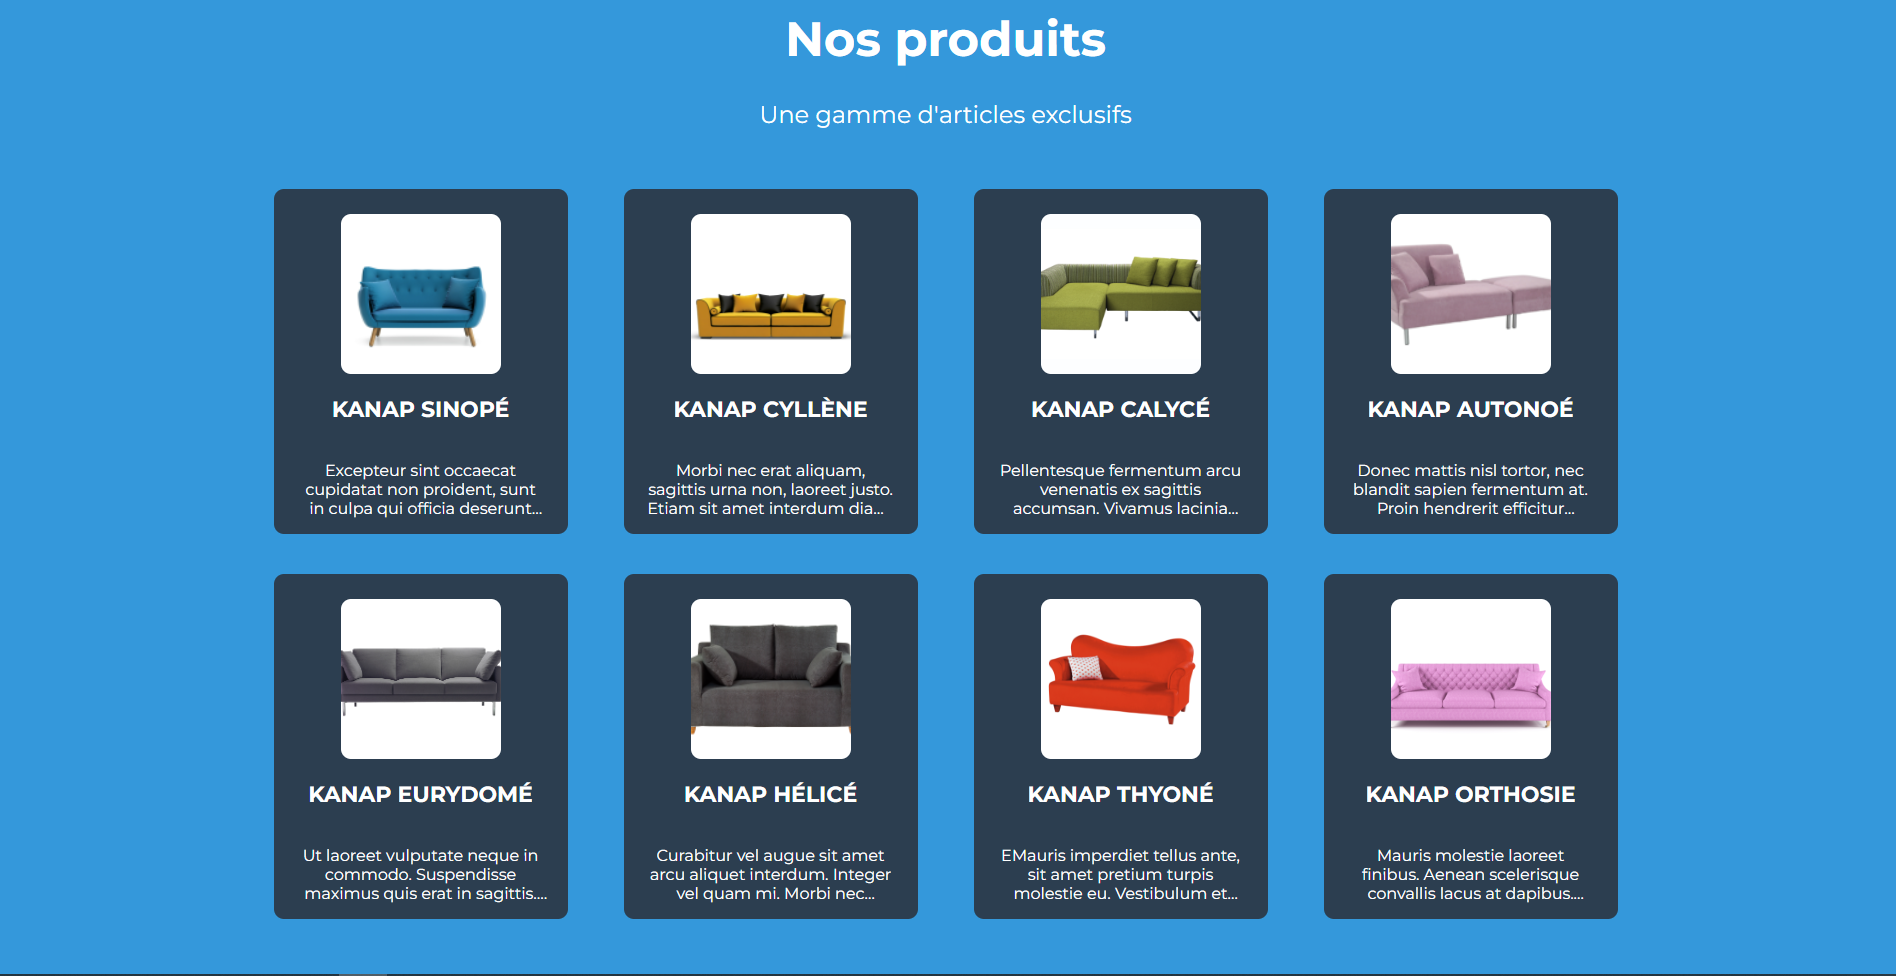 Nos produits
Une gamme d'articles exclusifs
KANAP SINOPÉ
Excepteur sint occaecat
cupidatat non proident, sunt
in culpa qui officia deserunt...
KANAP CYLLÈNE
Morbi nec erat aliquam,
sagittis urna non, laoreet justo.
Etiam sit amet interdum dia...
KANAP CALYCÉ
Pellentesque fermentum arcu
venenatis ex sagittis
accumsan. Vivamus lacinia...
KANAP AUTONOÉ
Donec mattis nisl tortor, nec
blandit sapien fermentum at.
Proin hendrerit efficitur...
KANAP EURYDOMÉ
Ut laoreet vulputate neque in
commodo. Suspendisse
maximus quis erat in sagittis....
KANAP HÉLICÉ
Curabitur vel augue sit amet
arcu aliquet interdum. Integer
vel quam mi. Morbi nec...
KANAP THYONÉ
EMauris imperdiet tellus ante,
sit amet pretium turpis
molestie eu. Vestibulum et...
KANAP ORTHOSIE
Mauris molestie laoreet
finibus. Aenean scelerisque
convallis lacus at dapibus....